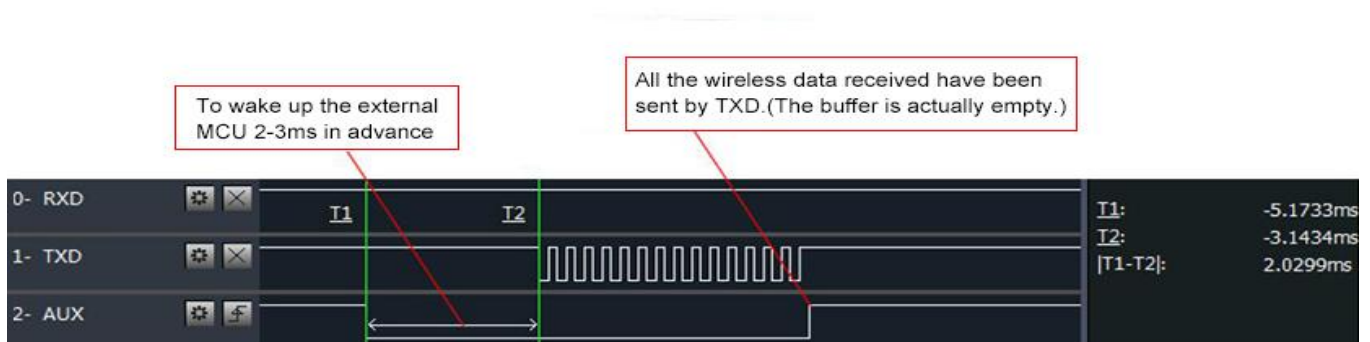 To wake up the external
MCU 2-3ms in advance
All the wireless data received have been
sent by TXD.(The buffer is actually empty.)
0- RXD
T1
T2
1- TXD
2- AUX
T1: -5.1733ms
T2: -3.1434ms
|T1-T2|: 2.0299ms